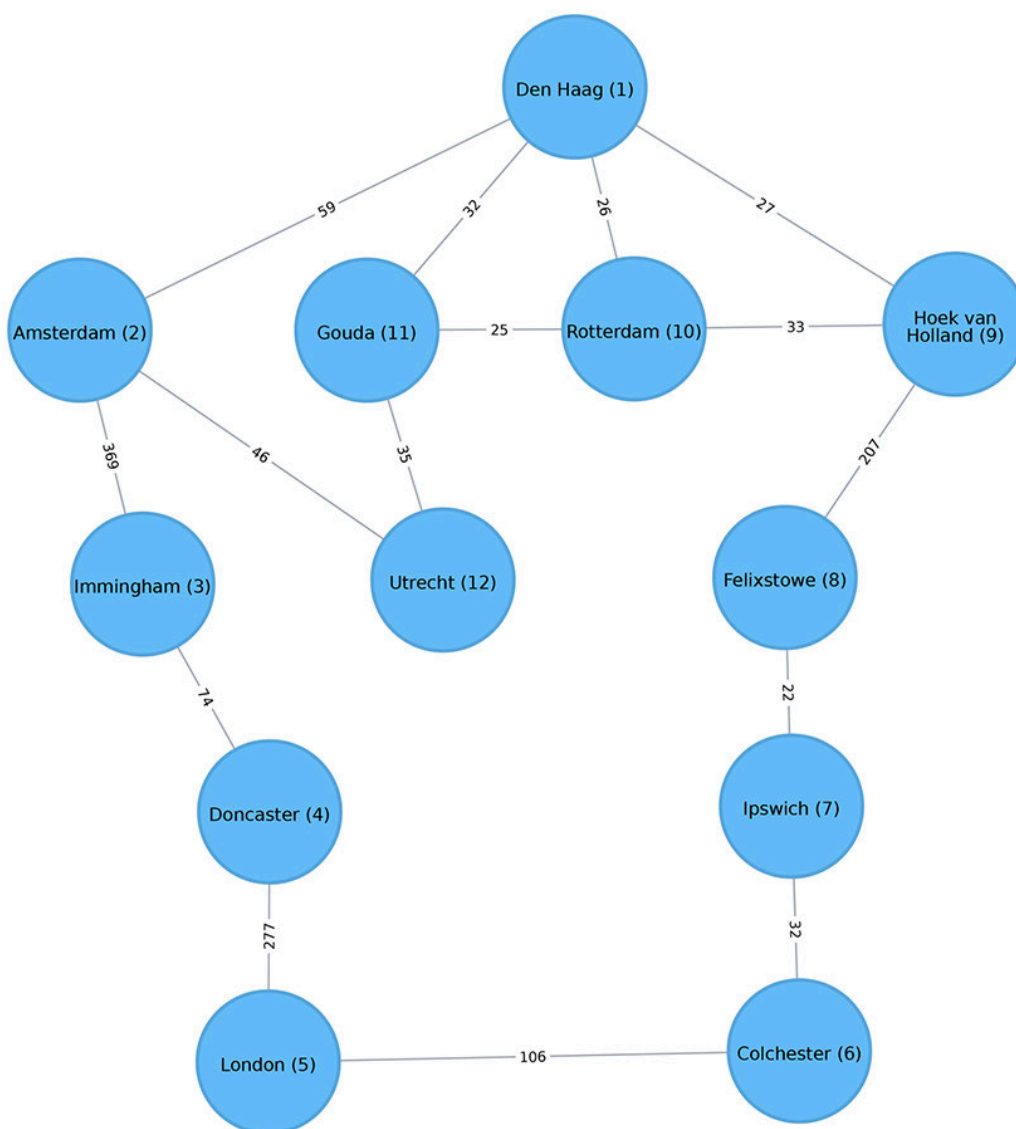 Den Haag (1)
59
32
26
27
Amsterdam (2)
Gouda (11)
25
Rotterdam (10)
33
Hoek van
Holland (9)
369
46
35
207
Immingham (3)
Utrecht (12)
Felixstowe (8)
74
22
Doncaster (4)
Ipswich (7)
277
32
London (5)
106
Colchester (6)